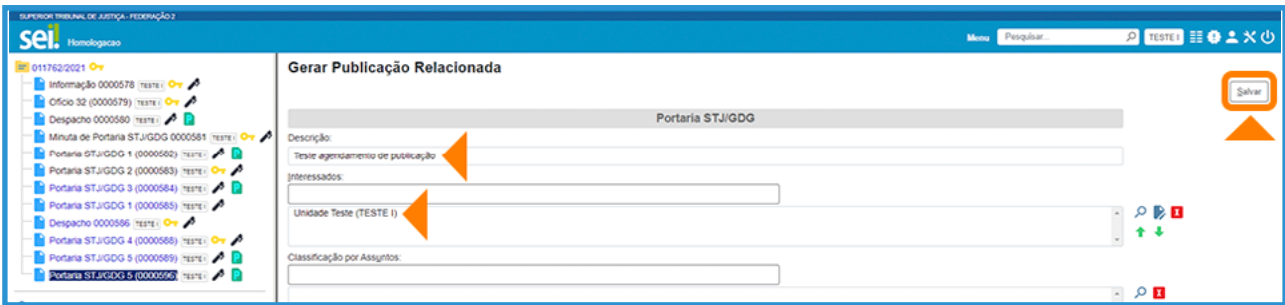 SUPERIOR TRIBUNAL DE JUSTIÇA - FEDERAÇÃO 2
sei! Homologacao
Menu Pesquisar... TESTE I
011762/2021
Informação 0000578 TESTE I
Ofício 32 (0000579) TESTE I
Despacho 0000580 TESTE I
Minuta de Portaria STJ/GDG 0000581 TESTE I
Portaria STJ/GDG 1 (0000582) TESTE I
Portaria STJ/GDG 2 (0000583) TESTE I
Portaria STJ/GDG 3 (0000584) TESTE I
Portaria STJ/GDG 1 (0000585) TESTE I
Despacho 0000586 TESTE I
Portaria STJ/GDG 4 (0000588) TESTE I
Portaria STJ/GDG 5 (0000589) TESTE I
Portaria STJ/GDG 5 (0000596) TESTE I
Gerar Publicação Relacionada
Salvar
Portaria STJ/GDG
Descrição:
Teste agendamento de publicação
Interessados:
Unidade Teste (TESTE I)
Classificação por Assuntos: